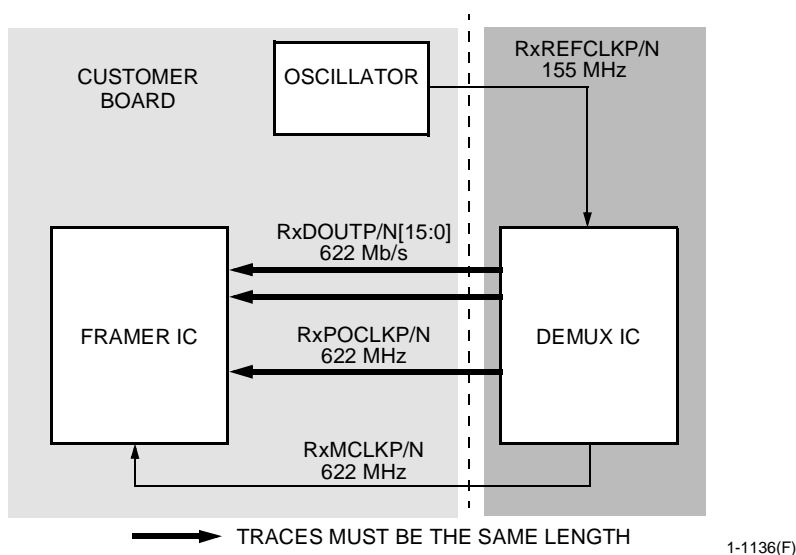 CUSTOMER
BOARD
OSCILLATOR
RxREFCLKP/N
155 MHz
RxDOUTP/N[15:0]
622 Mb/s
FRAMER IC
RxPOCLKP/N
622 MHz
DEMUX IC
RxMCLKP/N
622 MHz
TRACES MUST BE THE SAME LENGTH
1-1136(F)